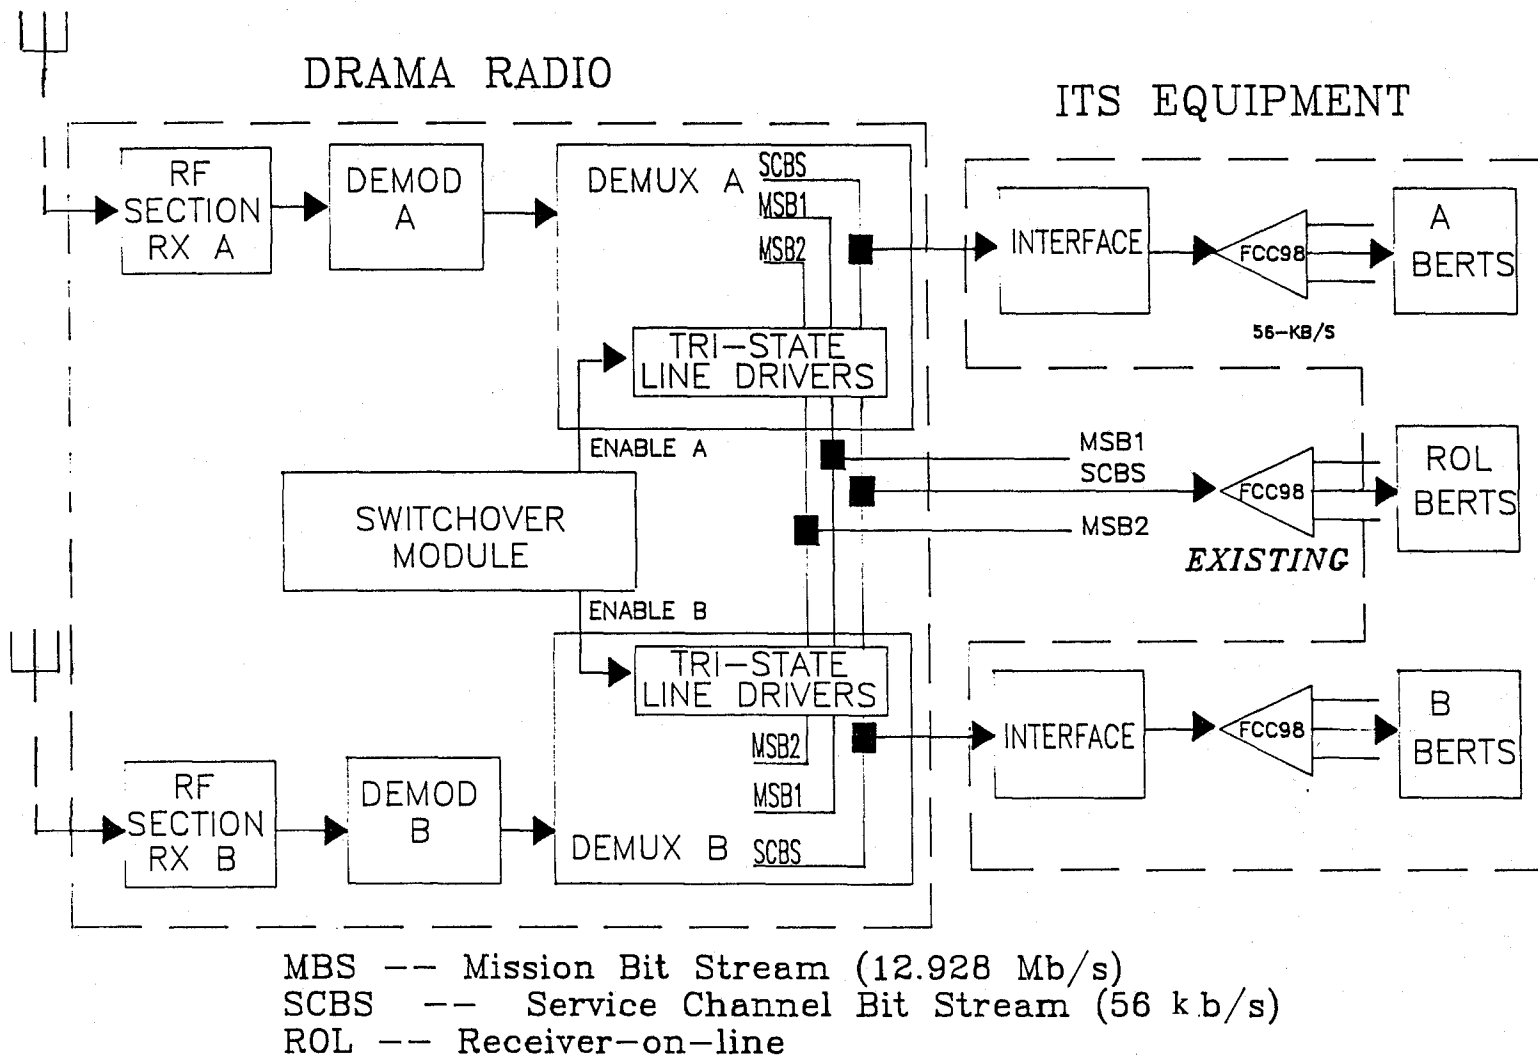 DRAMA RADIO
ITS EQUIPMENT
RF
SECTION
RX A
DEMOD
A
DEMUX A
SCBS
MSB1
MSB2
TRI-STATE
LINE DRIVERS
INTERFACE
FCC98
56-KB/S
A
BERTS
ENABLE A
SWITCHOVER
MODULE
ENABLE B
MSB1
SCBS
MSB2
FCC98
EXISTING
ROL
BERTS
TRI-STATE
LINE DRIVERS
MSB2
MSB1
SCBS
DEMUX B
RF
SECTION
RX B
DEMOD
B
INTERFACE
FCC98
B
BERTS
MBS -- Mission Bit Stream (12.928 Mb/s)
SCBS -- Service Channel Bit Stream (56 k.b/s)
ROL -- Receiver-on-line